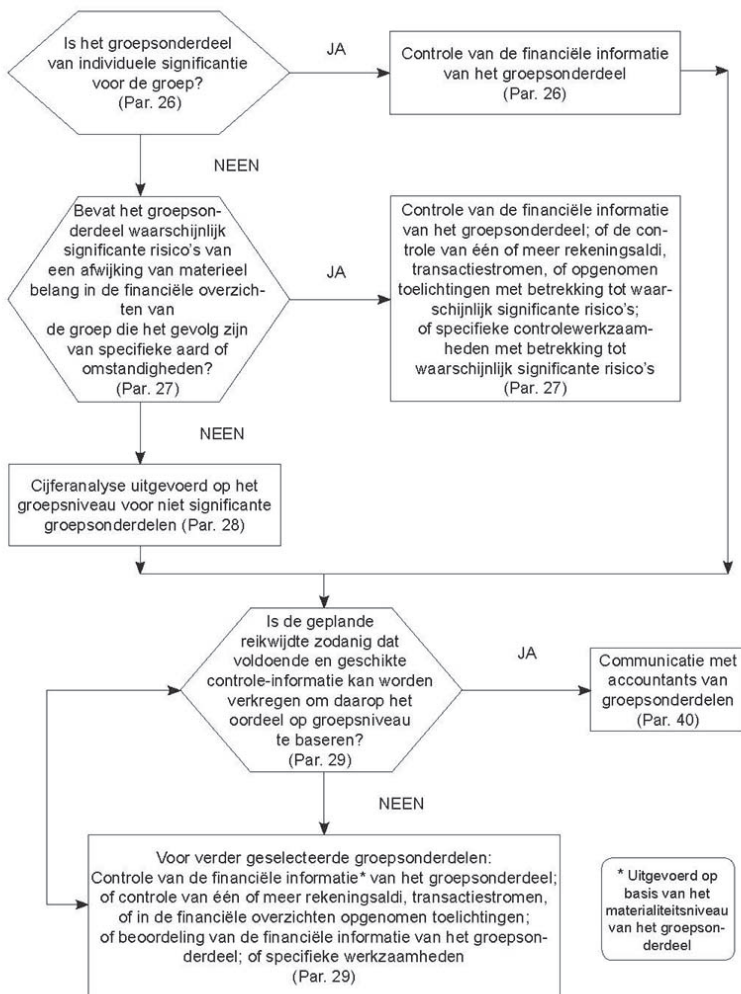 Is het groepsonderdeel
van individuele significantie
voor de groep?
(Par. 26)
JA
Controle van de financiële informatie
van het groepsonderdeel
(Par. 26)
NEEN
Bevat het groepson-
derdeel waarschijnlijk
significante risico's van
een afwijking van materieel
belang in de financiële overzich-
ten van
de groep die het gevolg zijn
van specifieke aard of
omstandigheden?
(Par. 27)
JA
Controle van de financiële informatie
van het groepsonderdeel; of de con-
trole van één of meer rekeningsaldi,
transactiestromen, of opgenomen
toelichtingen met betrekking tot waar-
schijnlijk significante risico's;
of specifieke controlewerkzaam-
heden met betrekking tot
waarschijnlijk significante risico's
(Par. 27)
NEEN
Cijferanalyse uitgevoerd op het
groepsniveau voor niet significante
groepsonderdelen (Par. 28)
Is de geplande
reikwijdte zodanig dat
voldoende en geschikte
controle-informatie kan worden
verkregen om daarop het
oordeel op groepsniveau
te baseren?
(Par. 29)
JA
Communicatie met
accountants van
groepsonderdelen
(Par. 40)
NEEN
Voor verder geselecteerde groepsonderdelen:
Controle van de financiële informatie* van het groepsonderdeel;
of controle van één of meer rekeningsaldi, transactiestromen,
of in de financiële overzichten opgenomen toelichtingen;
of beoordeling van de financiële informatie van het groepson-
derdeel; of specifieke werkzaamheden
(Par. 29)
* Uitgevoerd op
basis van het
materialiteitsniveau
van het groepson-
derdeel